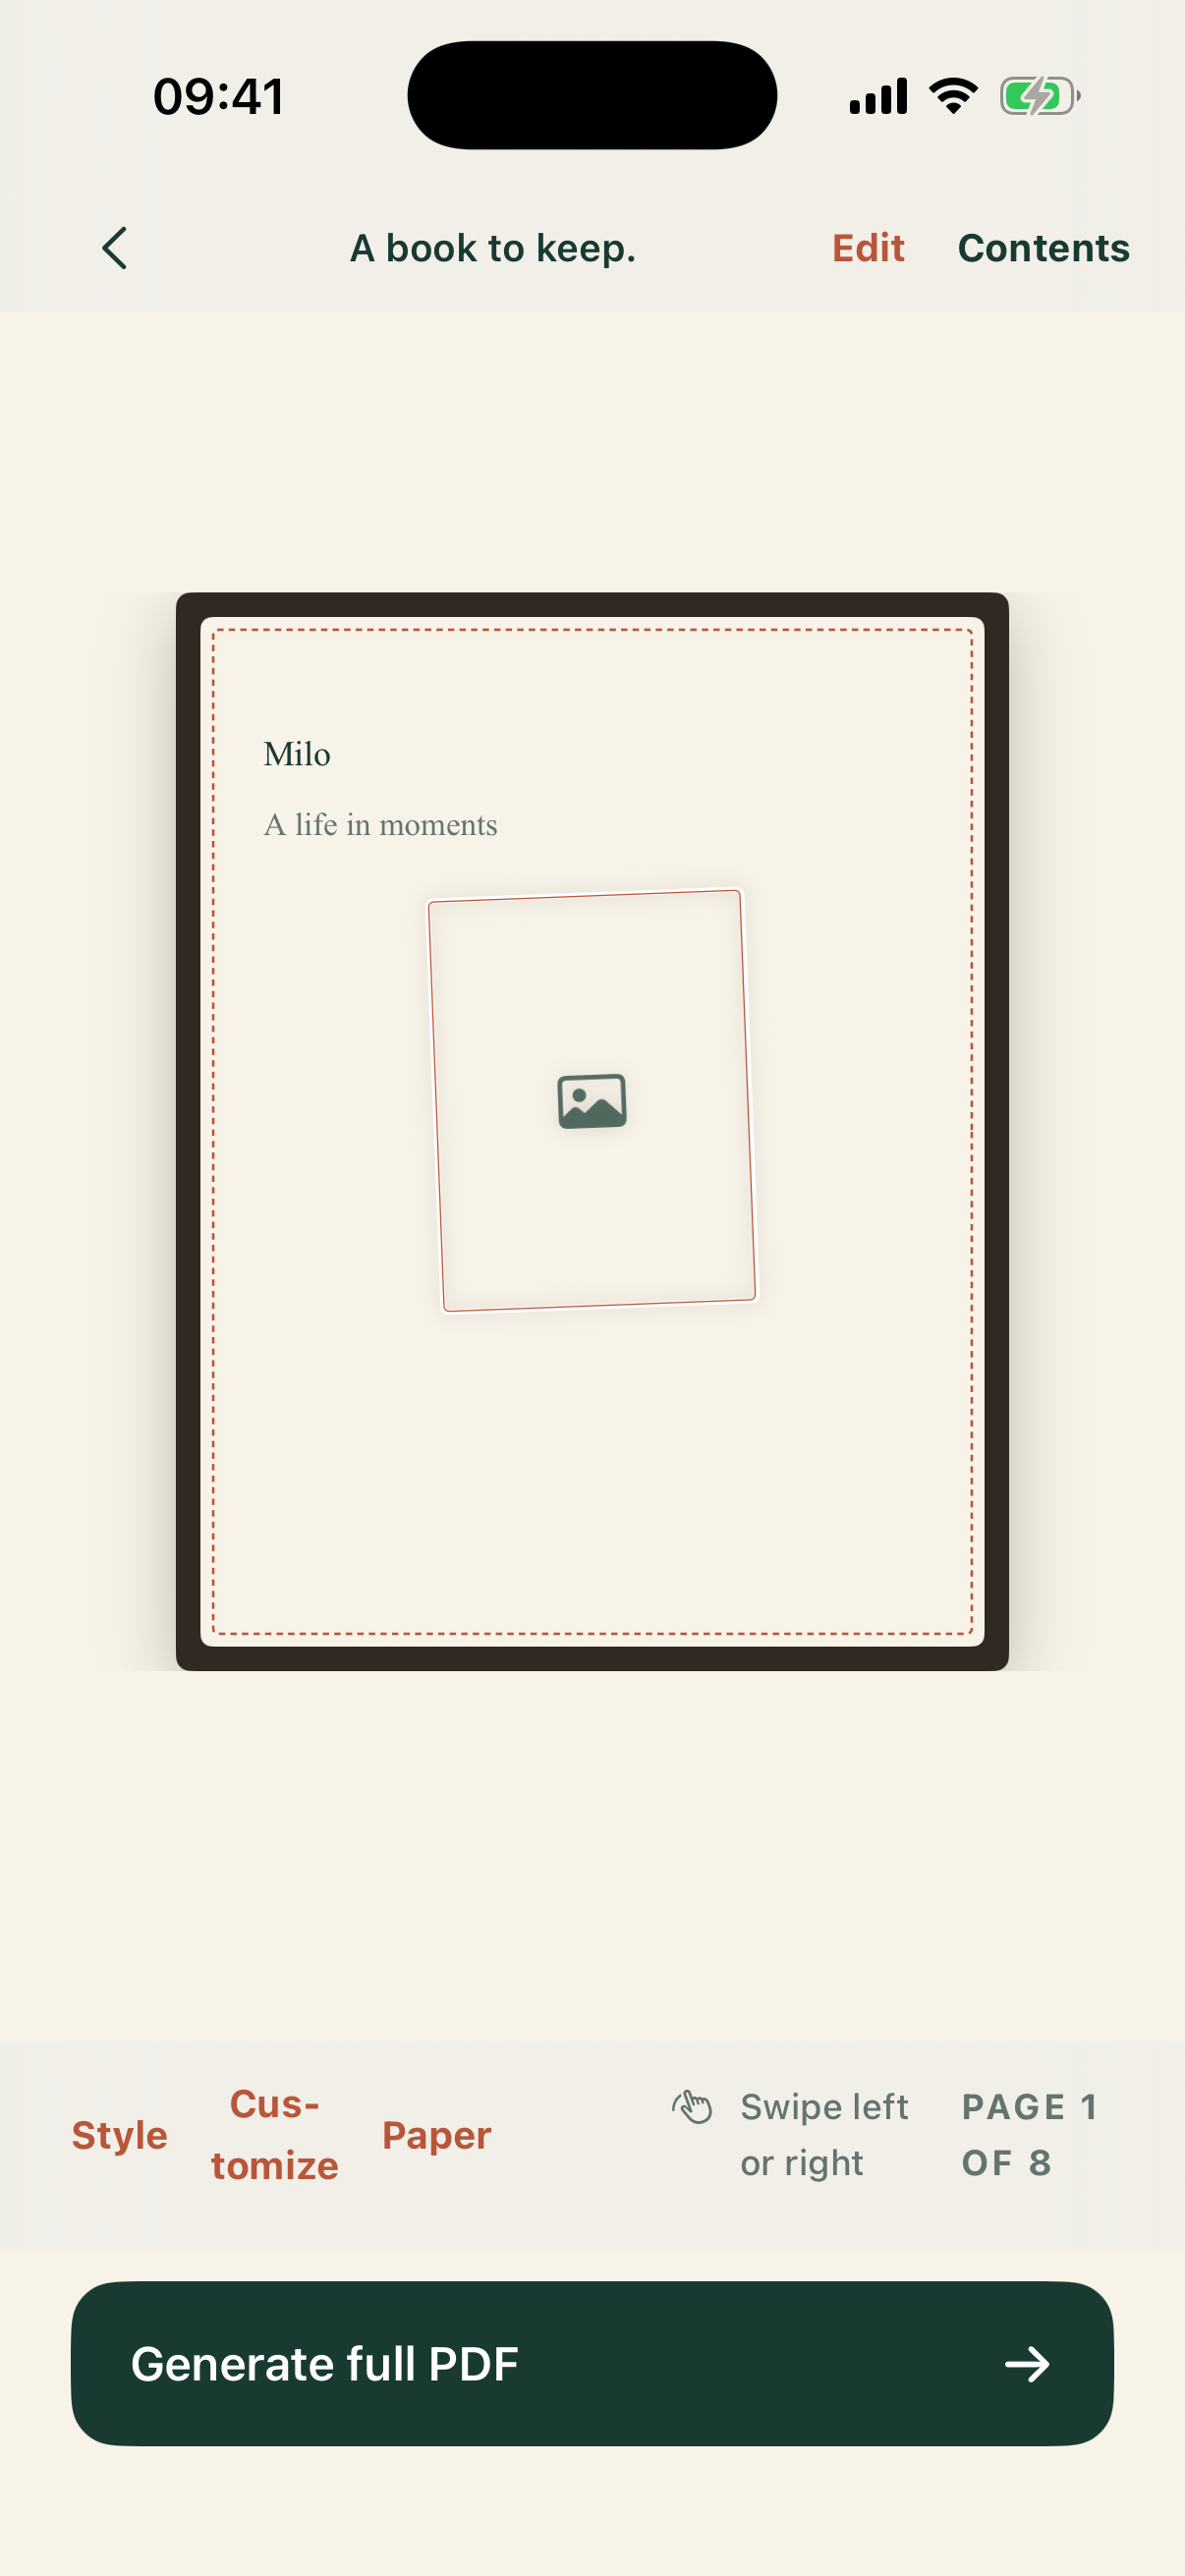 09:41
A book to keep.
Edit
Contents
Milo
A life in moments
Style
Cus-
tomize
Paper
Swipe left
or right
PAGE 1
OF 8
Generate full PDF